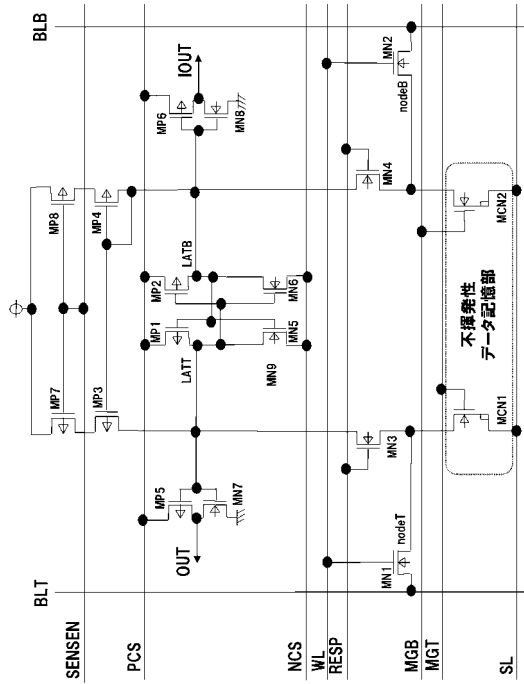 BLT
BLB
SENSEN
MP7
MP8
MP3
MP4
PCS
MP5
MP1
MP2
MP6
LATT
LATB
OUT
IOUT
MN7
MN9
MN5
MN6
MN8
NCS
WL
RESP
MN3
MN4
MN1
MN2
nodeT
nodeB
MGB
MGT
不揮発性
データ記憶部
MCN1
MCN2
SL